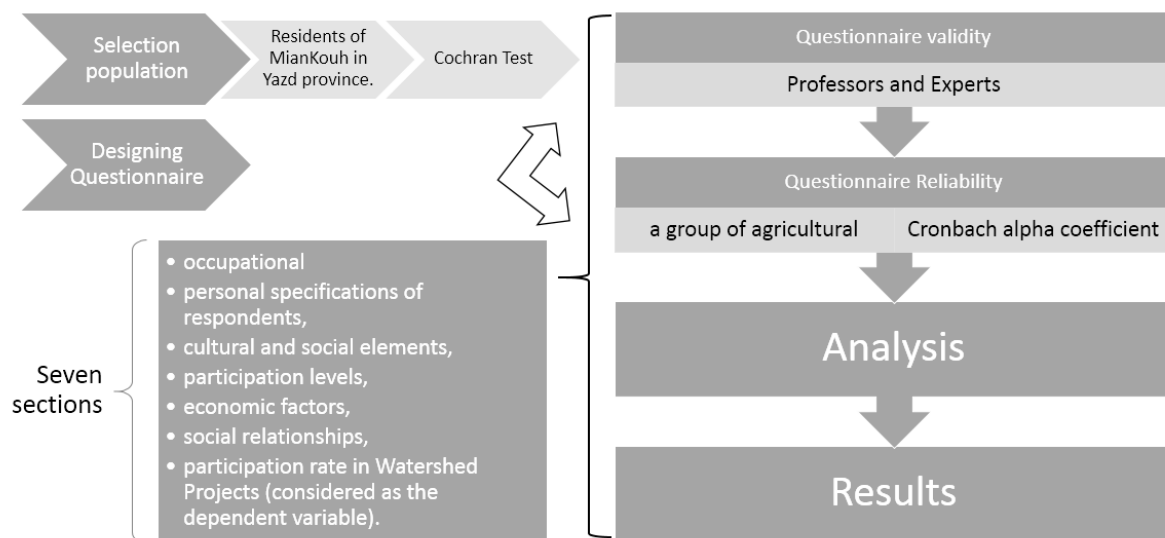 Selection
population
Residents of
MianKouh in
Yazd province.
Cochran Test
Designing
Questionnaire
Seven
sections
• occupational
• personal specifications of
respondents,
• cultural and social elements,
• participation levels,
• economic factors,
• social relationships,
• participation rate in Watershed
Projects (considered as the
dependent variable).
Questionnaire validity
Professors and Experts
Questionnaire Reliability
a group of agricultural
Cronbach alpha coefficient
Analysis
Results